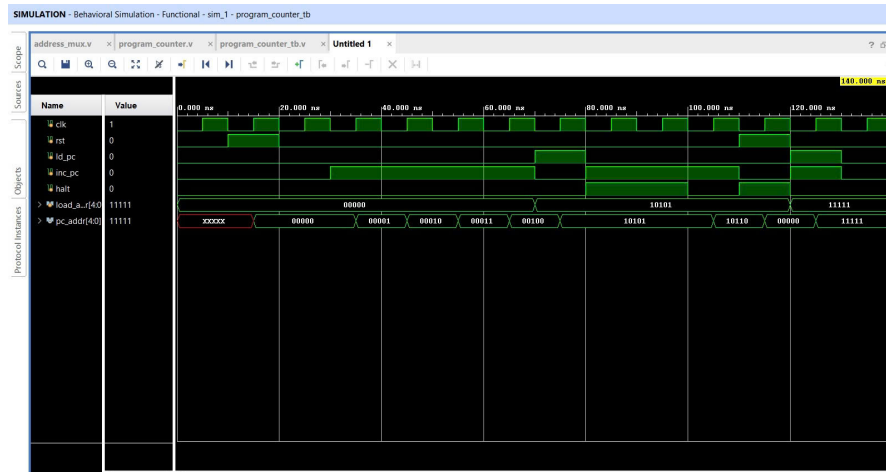 SIMULATION - Behavioral Simulation - Functional - sim_1 - program_counter_tb
address_mux.v × program_counter.v × program_counter_tb.v × Untitled 1 ×
?
Scope
Sources
Objects
Protocol Instances
140.000 ns
Name Value
0.000 ns 20.000 ns 40.000 ns 60.000 ns 80.000 ns 100.000 ns 120.000 ns
clk 1
rst 0
ld_pc 0
inc_pc 0
halt 0
load_a...r[4:0] 11111 00000 10101 11111
pc_addr[4:0] 11111 XXXXX 00000 00001 00010 00011 00100 10101 10110 00000 11111